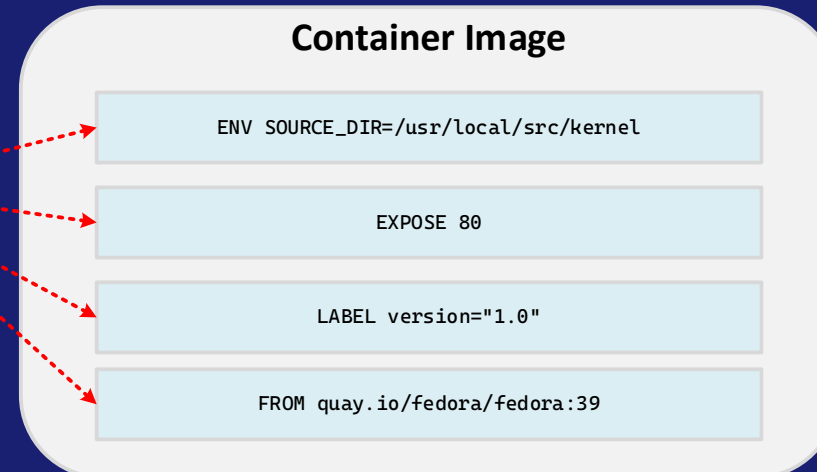 Container Image
ENV SOURCE_DIR=/usr/local/src/kernel
EXPOSE 80
LABEL version="1.0"
FROM quay.io/fedora/fedora:39